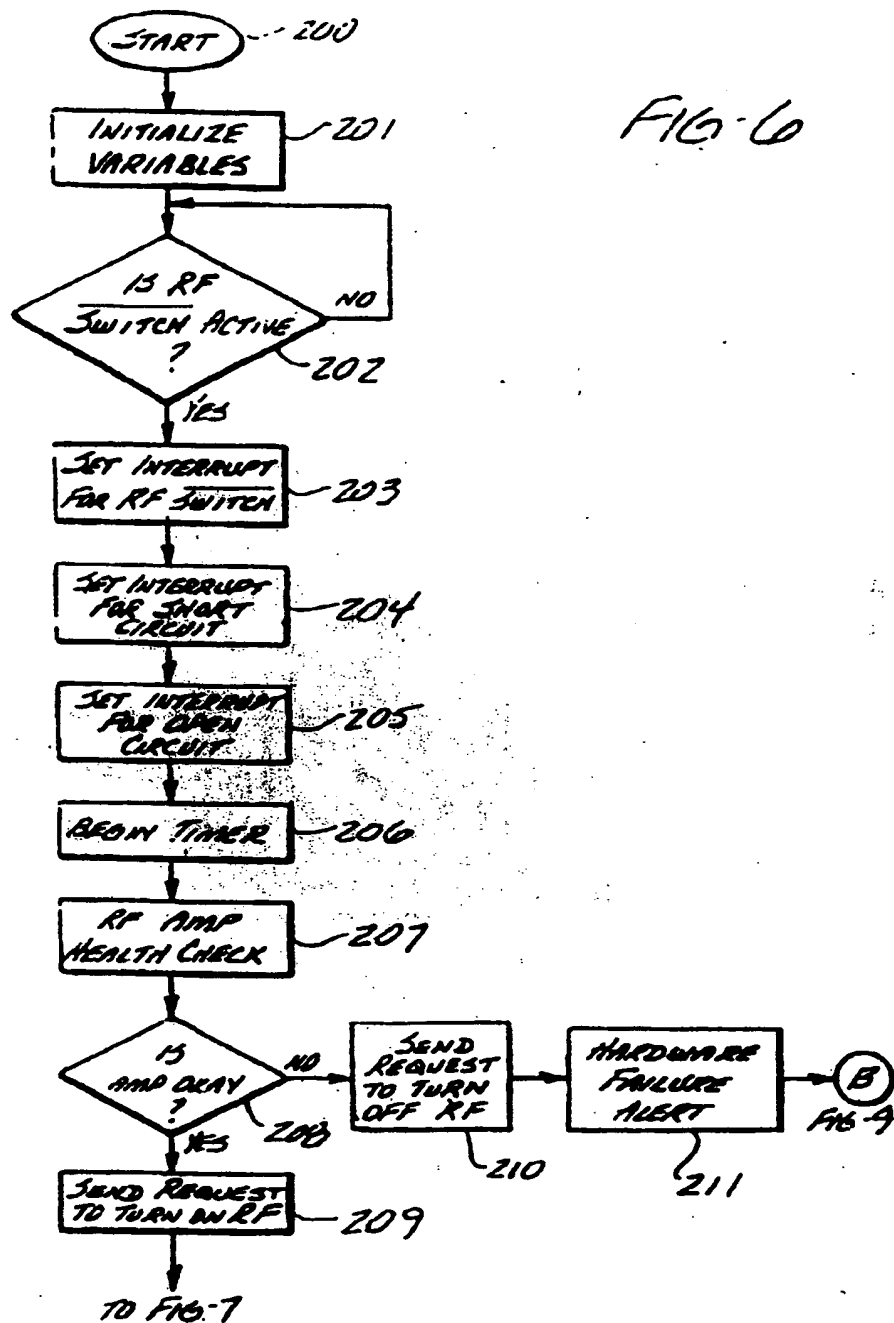 START
200
FIG-6
INITIALIZE
VARIABLES
201
IS RF
SWITCH ACTIVE
?
NO
202
YES
SET INTERRUPT
FOR RF SWITCH
203
SET INTERRUPT
FOR SHORT
CIRCUIT
204
SET INTERRUPT
FOR OPEN
CIRCUIT
205
BEGIN TIMER
206
RF AMP
HEALTH CHECK
207
IS
AMP OKAY
?
NO
208
YES
SEND
REQUEST
TO TURN
OFF RF
210
HARDWARE
FAILURE
ALERT
211
B
FIG-9
SEND REQUEST
TO TURN ON RF
209
TO FIG-7